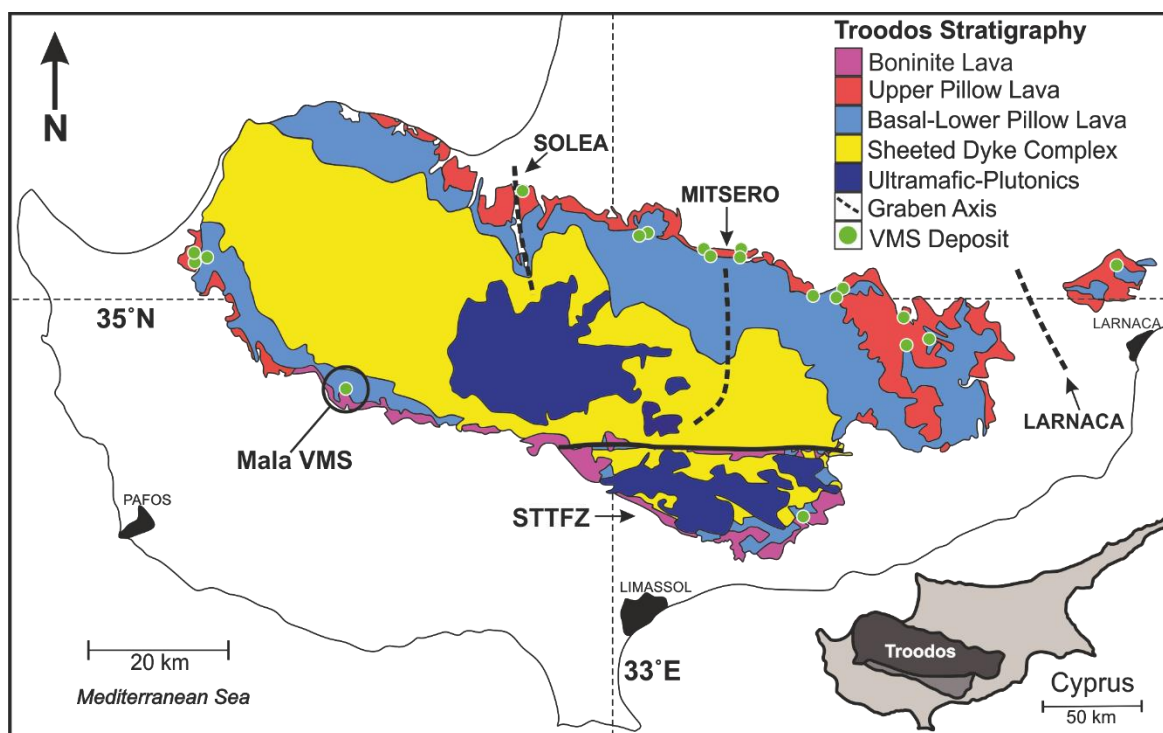 Troodos Stratigraphy
Boninite Lava
Upper Pillow Lava
Basal-Lower Pillow Lava
Sheeted Dyke Complex
Ultramafic-Plutonics
Graben Axis
VMS Deposit
N
SOLEA
MITSERO
35°N
LARNACA
LARNACA
Mala VMS
PAFOS
STTFZ
LIMASSOL
33°E
20 km
Mediterranean Sea
Troodos
Cyprus
50 km